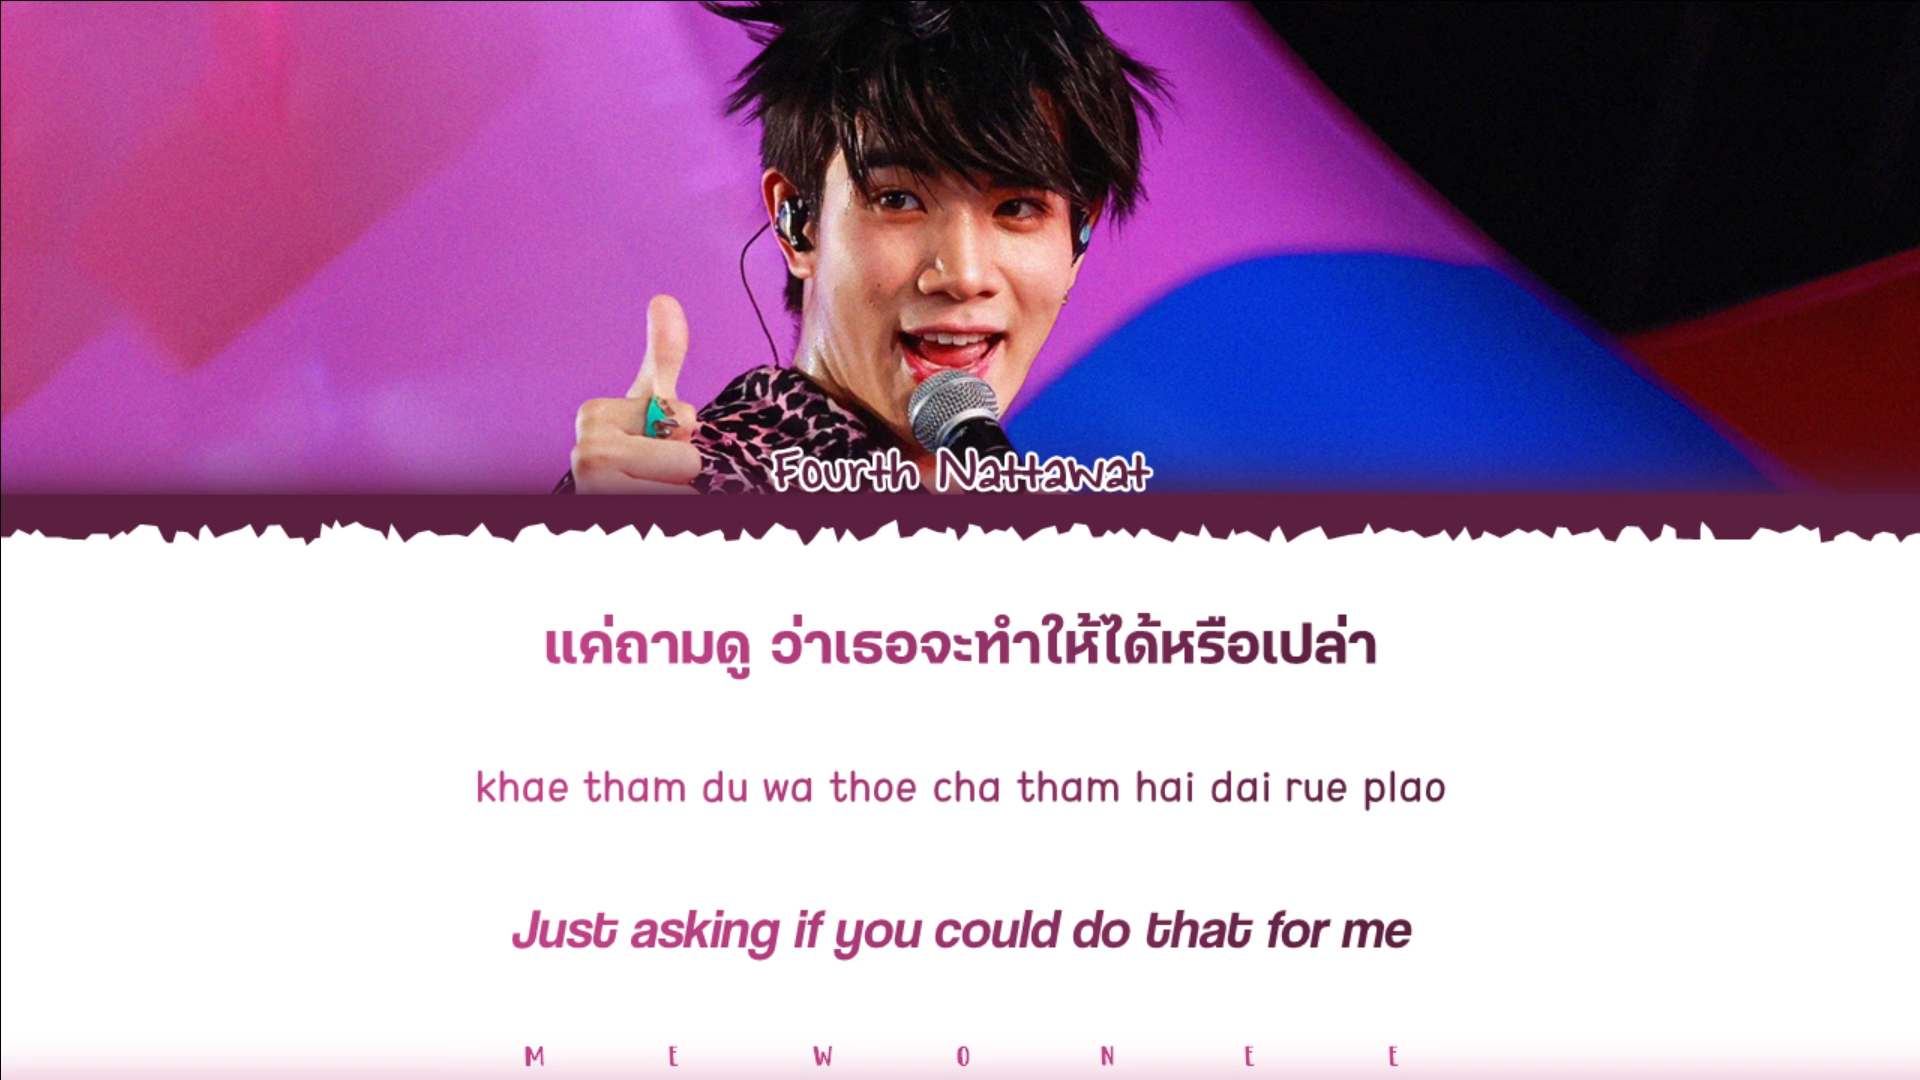 Fourth Nattawat
แค่ถามดู ว่าเธอจะทำให้ได้หรือเปล่า
khae tham du wa thoe cha tham hai dai rue plao
Just asking if you could do that for me
M E W O N E E